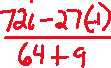 72i - 27(-1)
64 + 9